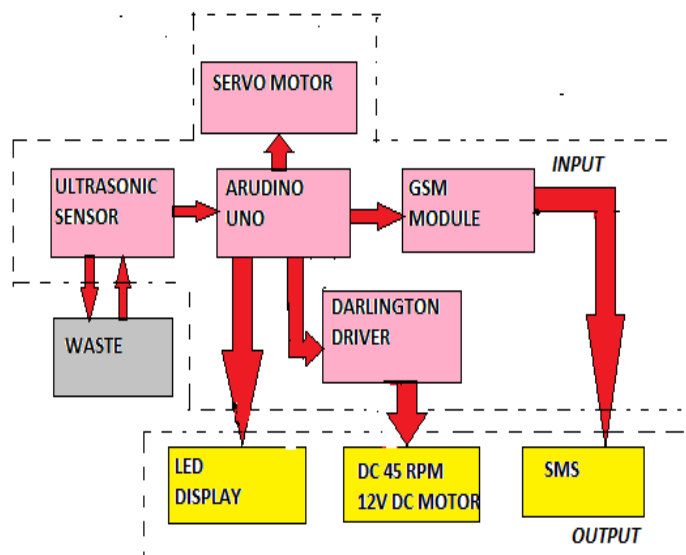 SERVO MOTOR
ULTRASONIC
SENSOR
ARUDINO
UNO
GSM
MODULE
INPUT
WASTE
DARLINGTON
DRIVER
LED
DISPLAY
DC 45 RPM
12V DC MOTOR
SMS
OUTPUT